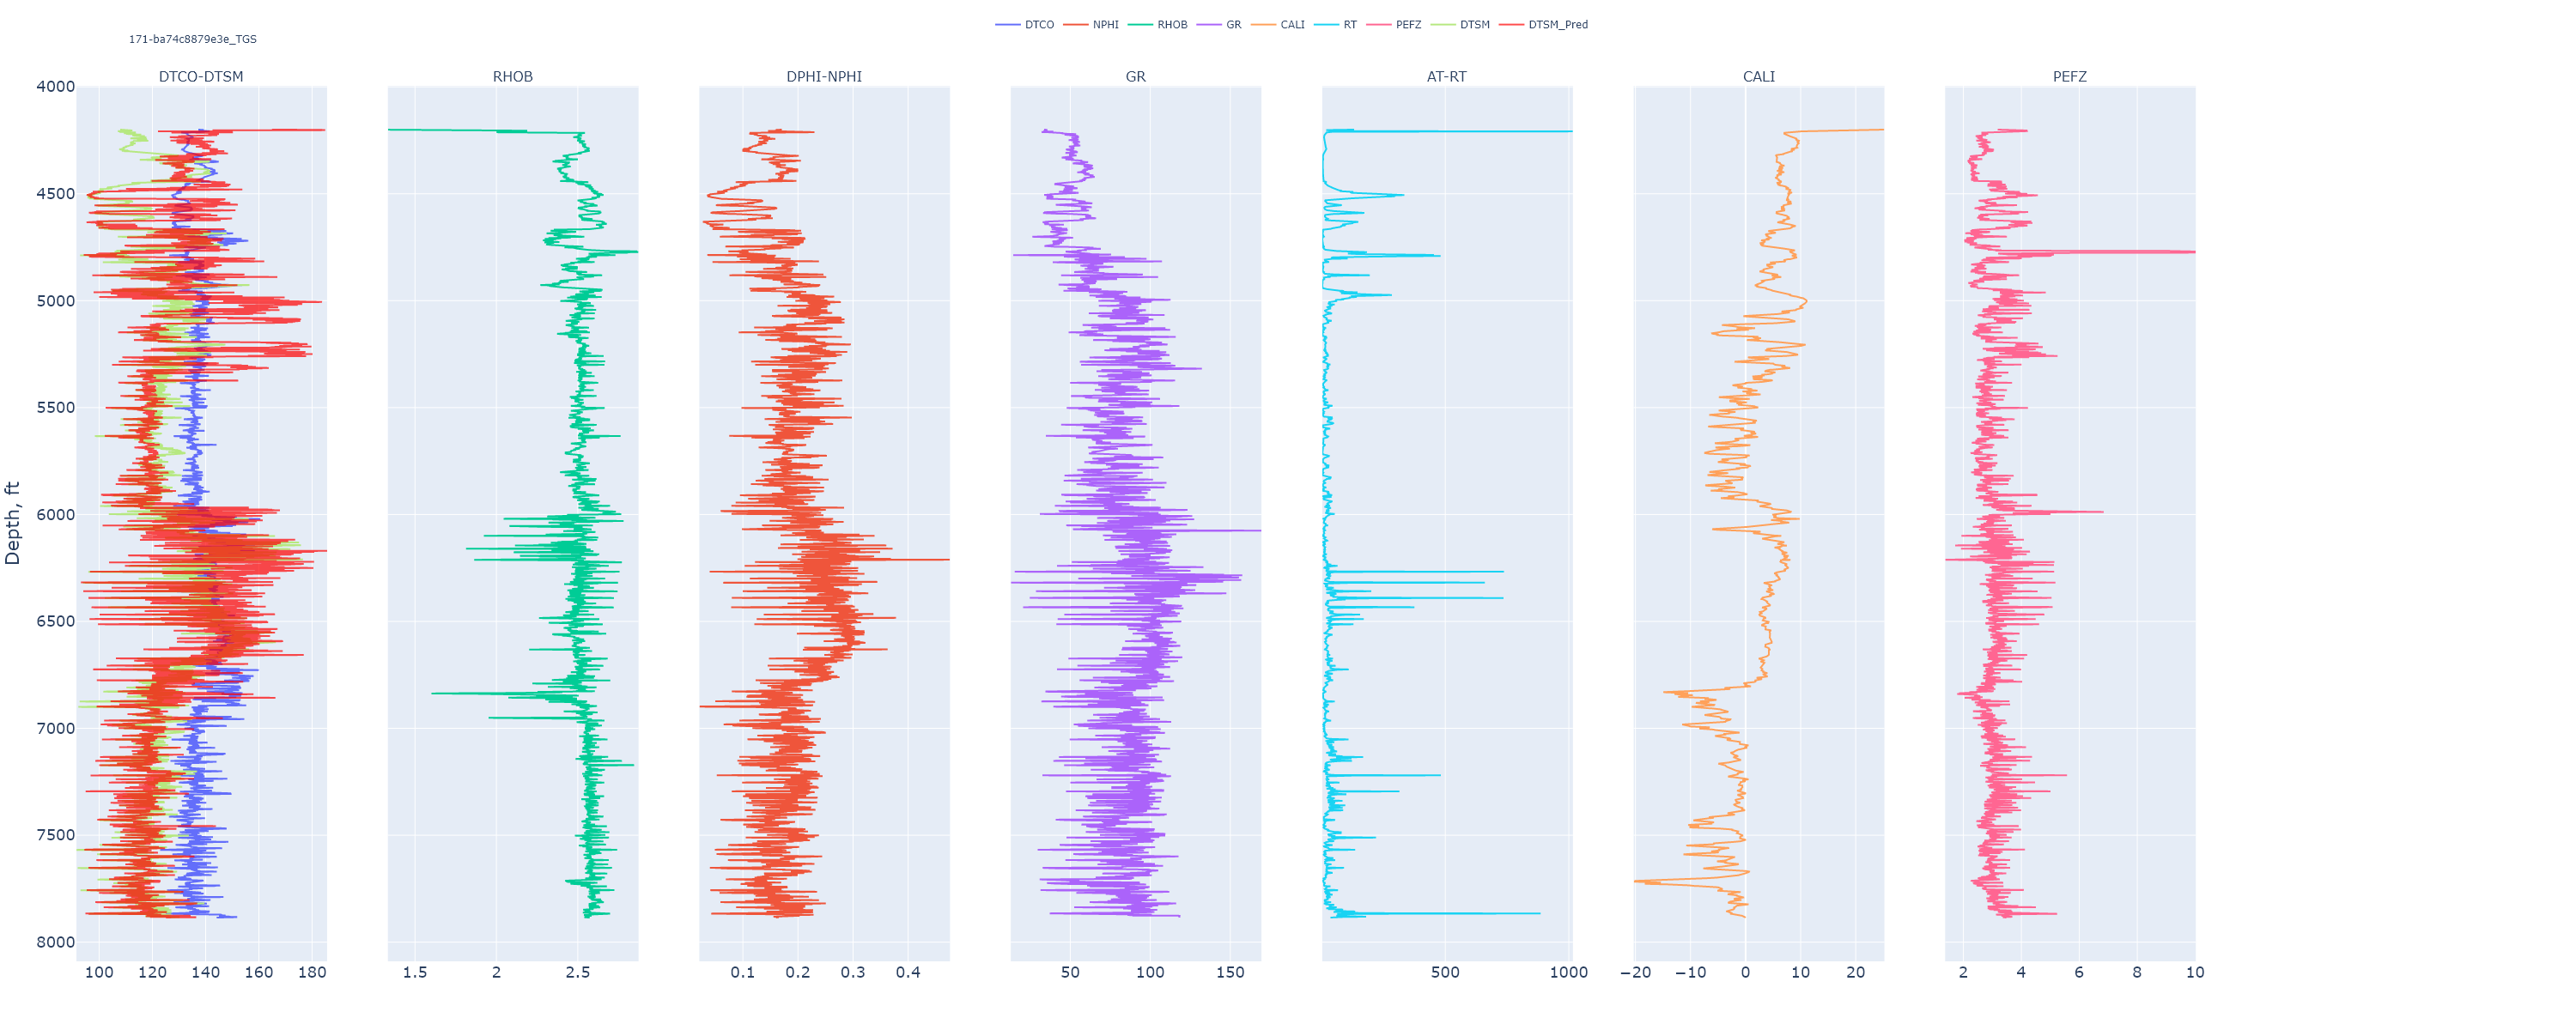 DTCO NPHI RHOB GR CALI RT PEFZ DTSM DTSM_Pred
171-ba74c8879e3e_TGS
DTCO-DTSM RHOB DPHI-NPHI GR AT-RT CALI PEFZ
4000
4500
5000
5500
6000
6500
7000
7500
8000
Depth, ft
100 120 140 160 180 1.5 2 2.5 0.1 0.2 0.3 0.4 50 100 150 500 1000 −20 −10 0 10 20 2 4 6 8 10